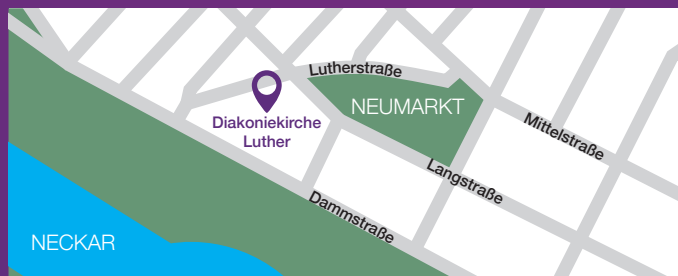 Lutherstraße
NEUMARKT
Diakoniekirche
Luther
Mittelstraße
Langstraße
Dammstraße
NECKAR